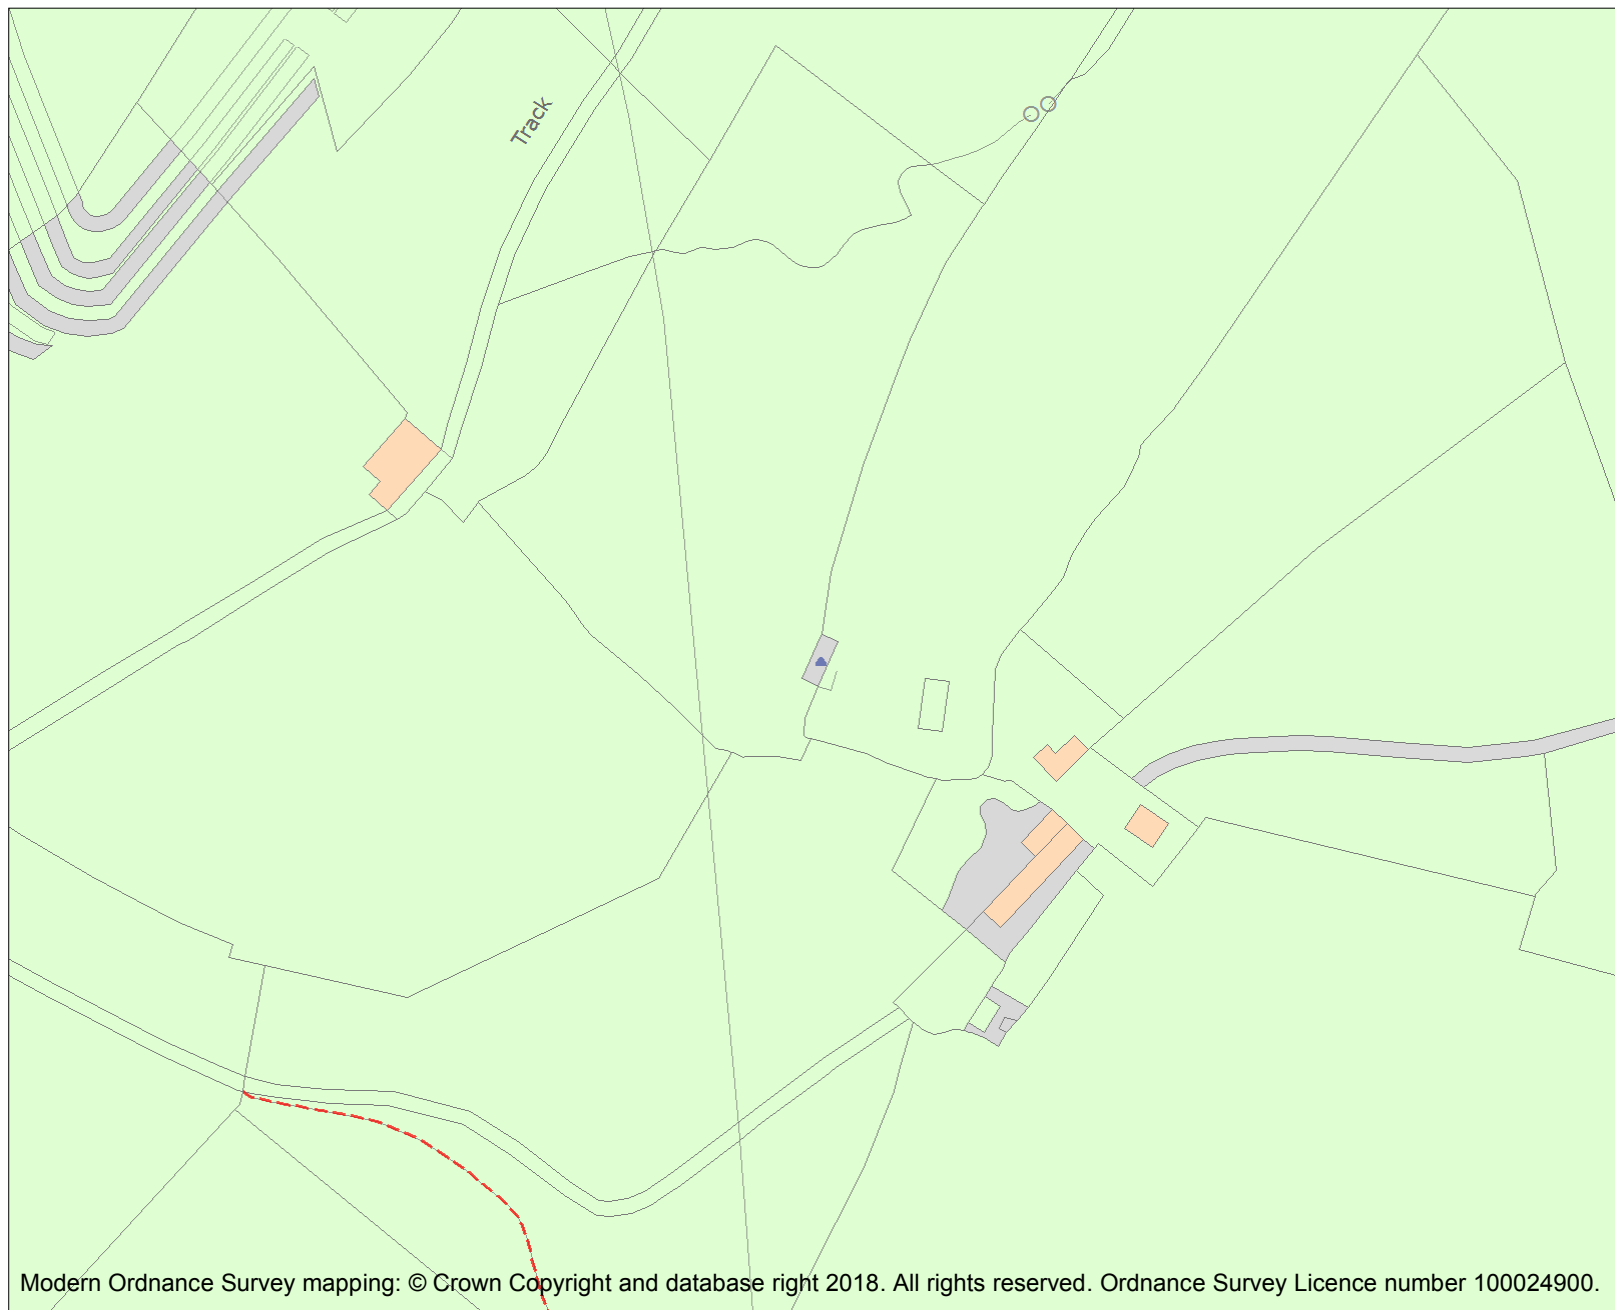 Track
Modern Ordnance Survey mapping: © Crown Copyright and database right 2018. All rights reserved. Ordnance Survey Licence number 100024900.